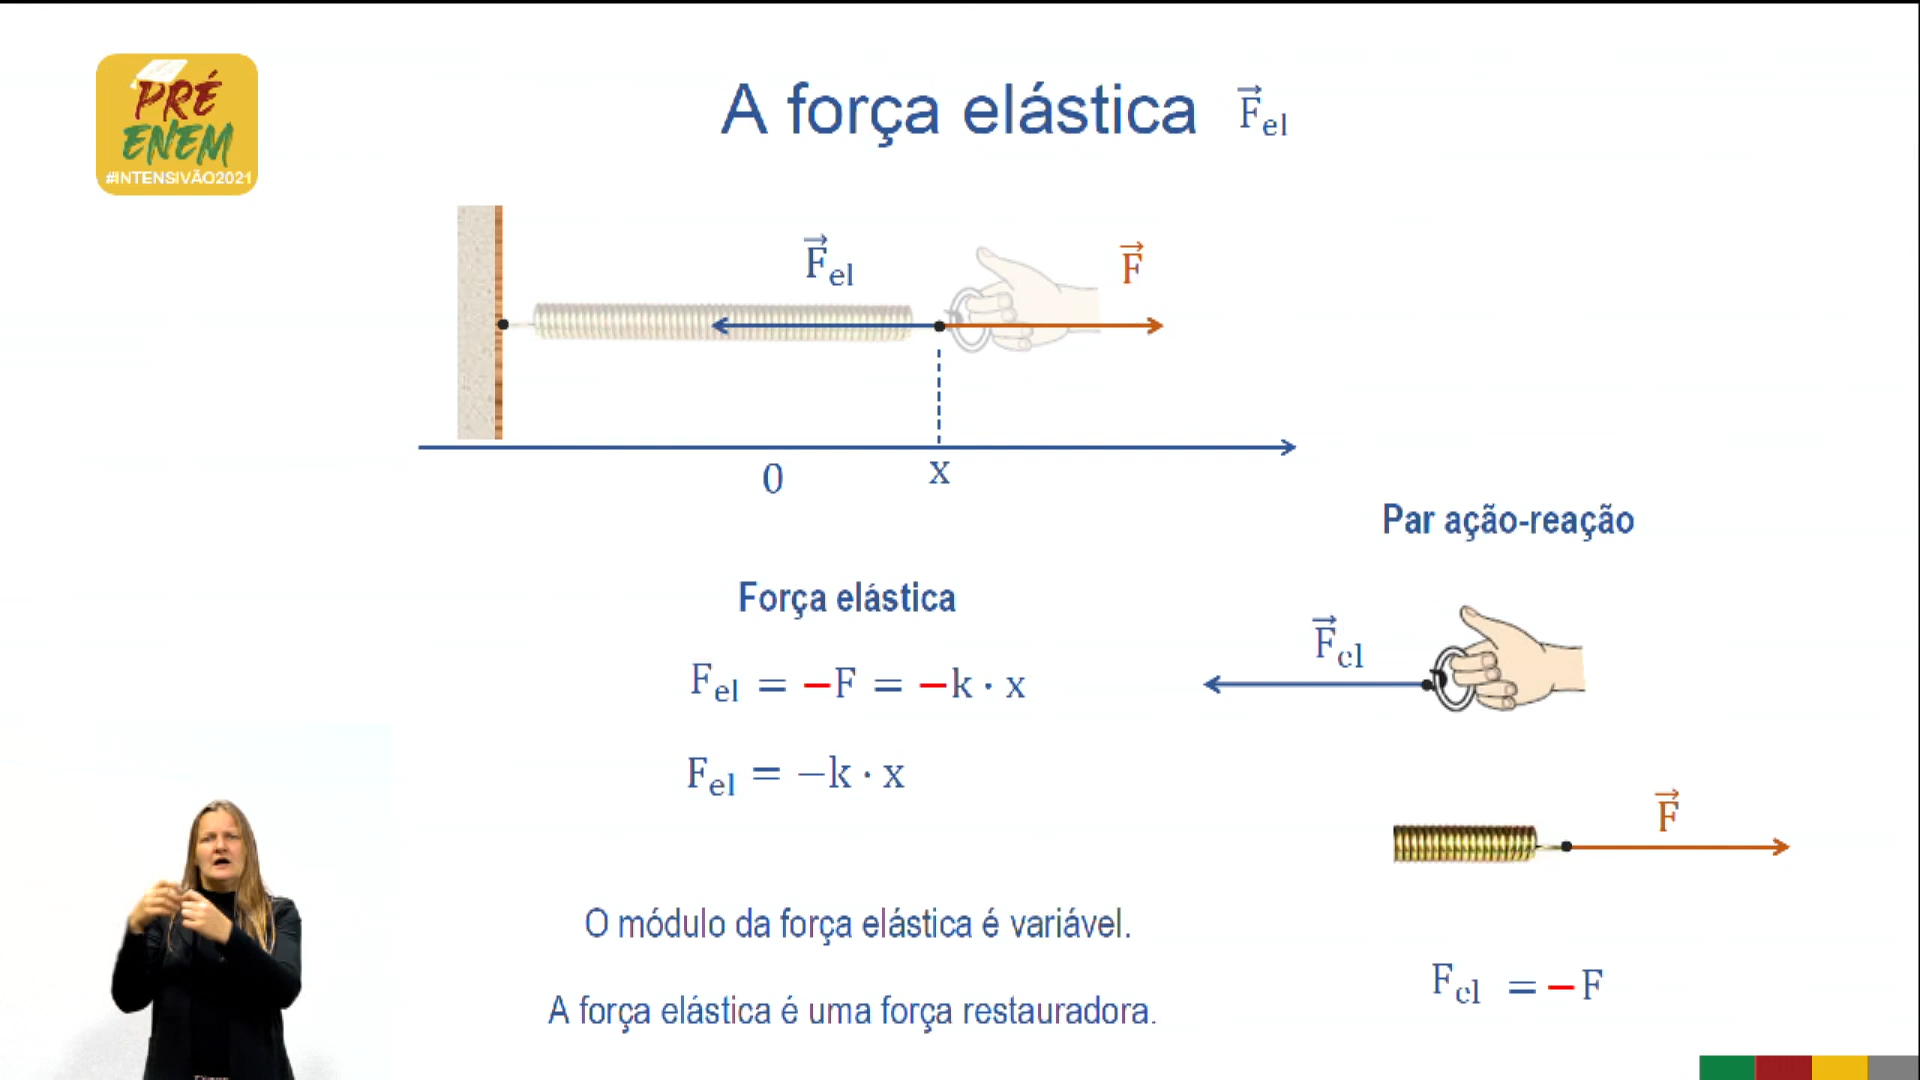 PRÉ
ENEM
#INTENSIVÃO2021
A força elástica F⃗el
F⃗el
F⃗
0 x
Par ação-reação
Força elástica
F⃗el
Fel = −F = −k · x
Fel = −k · x
F⃗
O módulo da força elástica é variável.
Fel = −F
A força elástica é uma força restauradora.